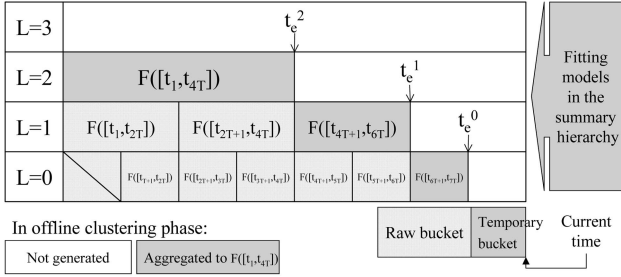 L=3
t_e^2
L=2
F([t_1,t_4T])
t_e^1
L=1
F([t_1,t_2T])
F([t_2T+1,t_4T])
F([t_4T+1,t_6T])
t_e^0
L=0
F([t_T+1,t_2T])
F([t_2T+1,t_3T])
F([t_3T+1,t_4T])
F([t_4T+1,t_5T])
F([t_5T+1,t_6T])
F([t_6T+1,t_7T])
Fitting
models
in the
summary
hierarchy
In offline clustering phase:
Not generated
Aggregated to F([t_1,t_4T])
Raw bucket
Temporary
bucket
Current
time